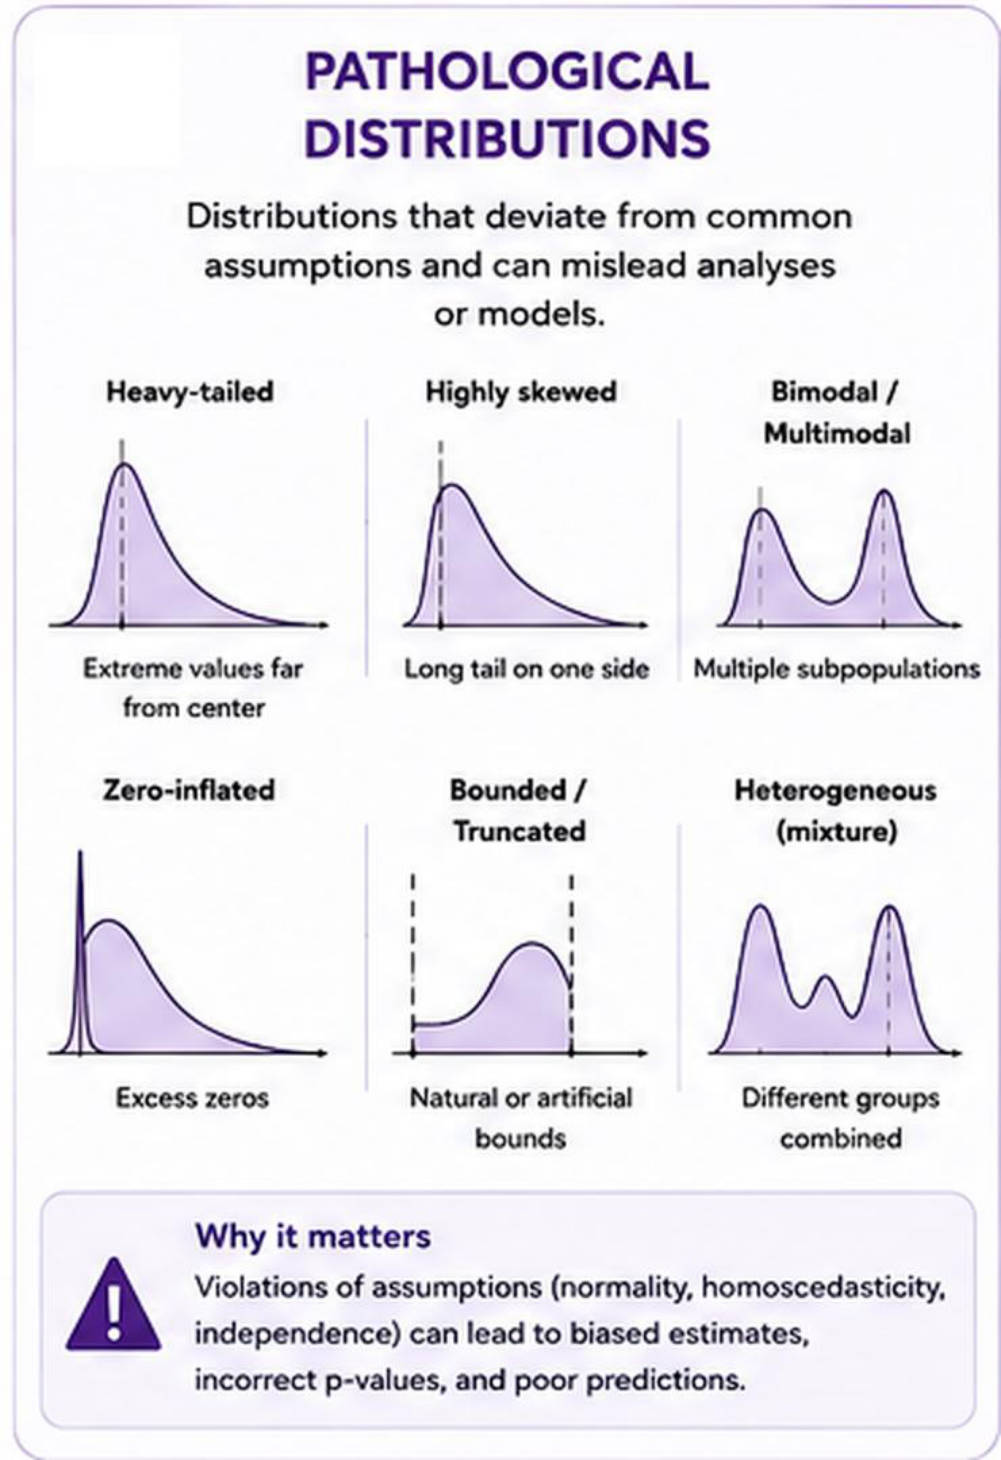 PATHOLOGICAL
DISTRIBUTIONS
Distributions that deviate from common
assumptions and can mislead analyses
or models.
Heavy-tailed
Extreme values far
from center
Highly skewed
Long tail on one side
Bimodal /
Multimodal
Multiple subpopulations
Zero-inflated
Excess zeros
Bounded /
Truncated
Natural or artificial
bounds
Heterogeneous
(mixture)
Different groups
combined
Why it matters
Violations of assumptions (normality, homoscedasticity,
independence) can lead to biased estimates,
incorrect p-values, and poor predictions.